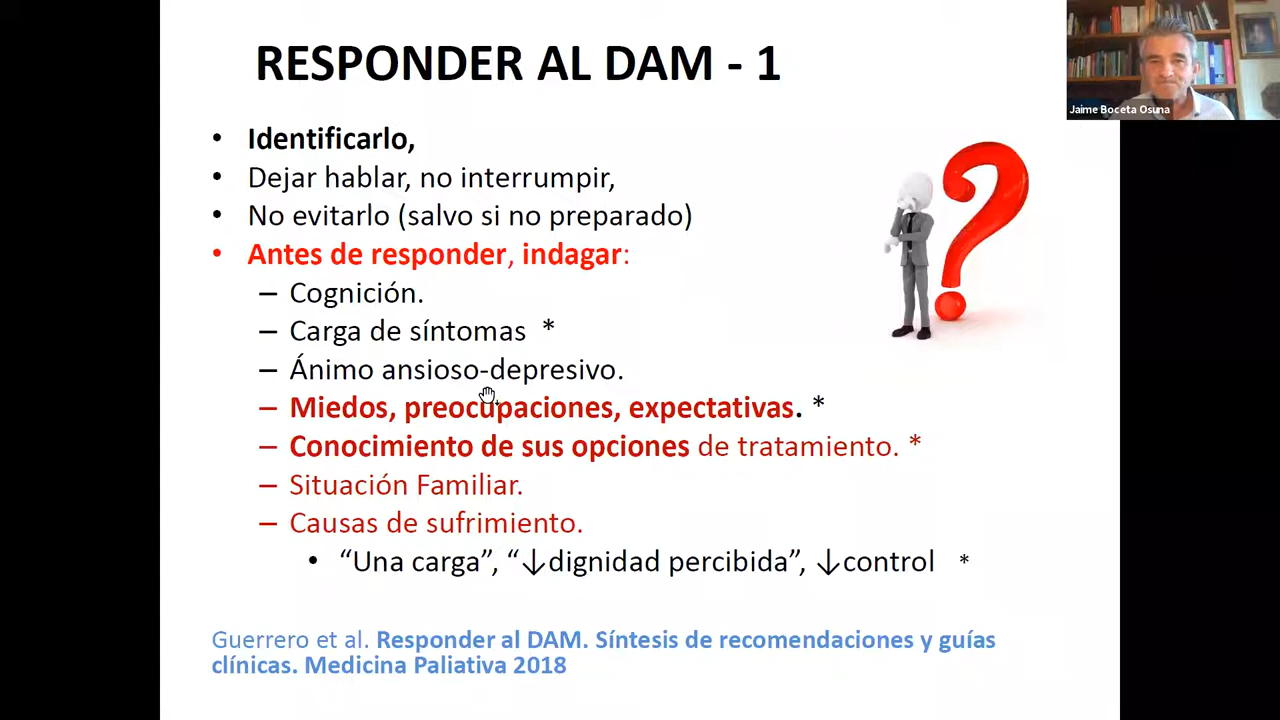 RESPONDER AL DAM - 1
Jaime Boceta Osuna
• Identificarlo,
• Dejar hablar, no interrumpir,
• No evitarlo (salvo si no preparado)
• Antes de responder, indagar:
– Cognición.
– Carga de síntomas *
– Ánimo ansioso-depresivo.
– Miedos, preocupaciones, expectativas. *
– Conocimiento de sus opciones de tratamiento. *
– Situación Familiar.
– Causas de sufrimiento.
• “Una carga”, “↓dignidad percibida”, ↓control *
Guerrero et al. Responder al DAM. Síntesis de recomendaciones y guías
clínicas. Medicina Paliativa 2018